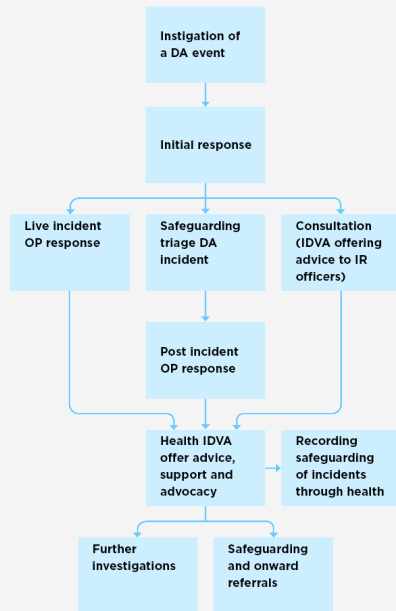 Instigation of
a DA event
Initial response
Live incident
OP response
Safeguarding
triage DA
incident
Consultation
(IDVA offering
advice to IR
officers)
Post incident
OP response
Health IDVA
offer advice,
support and
advocacy
Recording
safeguarding
of incidents
through health
Further
investigations
Safeguarding
and onward
referrals